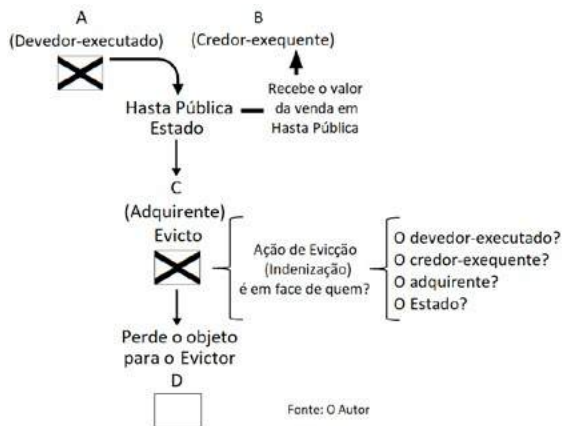 A
(Devedor-executado)
B
(Credor-exequente)
Hasta Pública
Estado
Recebe o valor
da venda em
Hasta Pública
C
(Adquirente)
Evicto
Ação de Evicção
(Indenização)
é em face de quem?
O devedor-executado?
O credor-exequente?
O adquirente?
O Estado?
Perde o objeto
para o Evictor
D
Fonte: O Autor